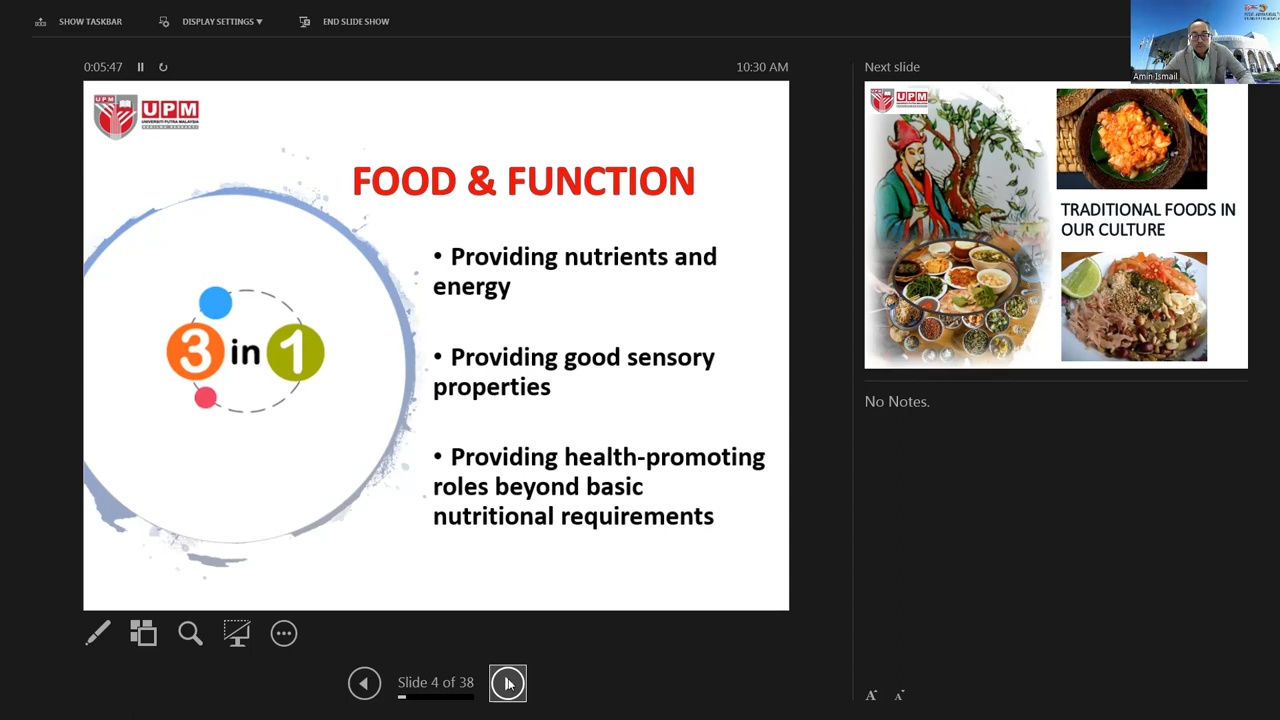 SHOW TASKBAR
DISPLAY SETTINGS ▾
END SLIDE SHOW
Amin Ismail
0:05:47
10:30 AM
Next slide
UPM
UPM
UNIVERSITI PUTRA MALAYSIA
FOOD & FUNCTION
• Providing nutrients and
energy
3 in 1
• Providing good sensory
properties
• Providing health-promoting
roles beyond basic
nutritional requirements
UPM
TRADITIONAL FOODS IN
OUR CULTURE
No Notes.
Slide 4 of 38
A
A